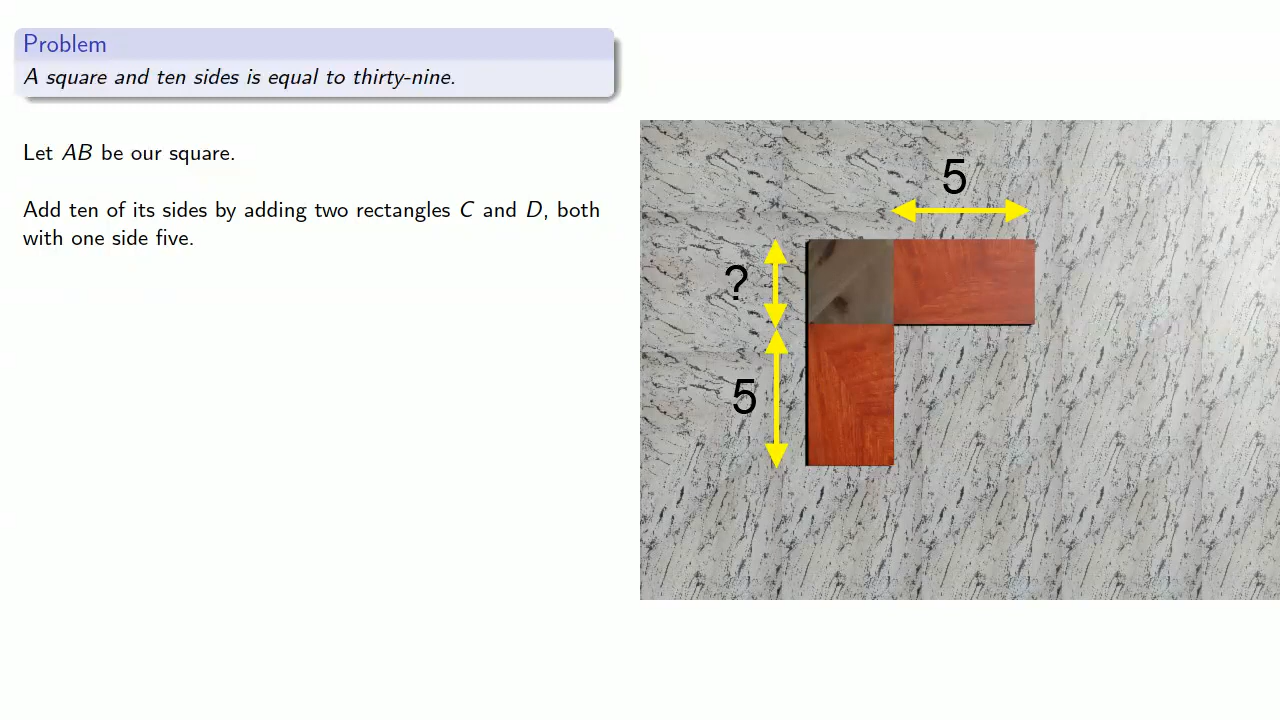 Problem
A square and ten sides is equal to thirty-nine.
Let AB be our square.
Add ten of its sides by adding two rectangles C and D, both
with one side five.
5
?
5